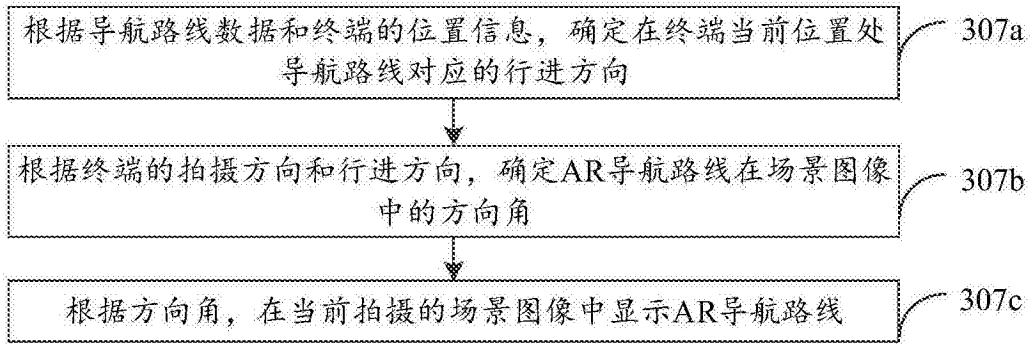 根据导航路线数据和终端的位置信息，确定在终端当前位置处
导航路线对应的行进方向
307a
根据终端的拍摄方向和行进方向，确定AR导航路线在场景图像
中的方向角
307b
根据方向角，在当前拍摄的场景图像中显示AR导航路线
307c